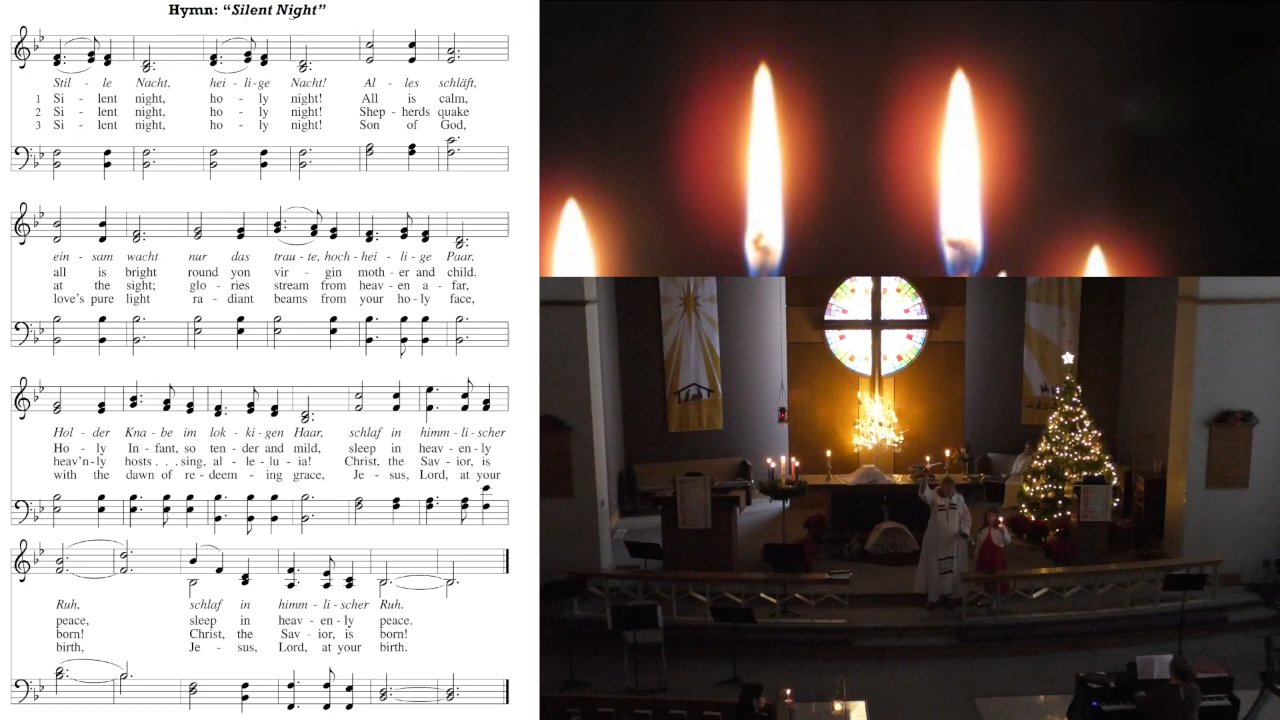 Hymn: “Silent Night”
Stil - le Nacht, hei - li - ge Nacht! Al - les schläft,
1 Si - lent night, ho - ly night! All is calm,
2 Si - lent night, ho - ly night! Shep - herds quake
3 Si - lent night, ho - ly night! Son of God,
ein - sam wacht nur das trau - te, hoch - hei - li - ge Paar.
all is bright round yon vir - gin moth - er and child.
at the sight; glo - ries stream from heav - en a - far,
love's pure light - diant beams from your ho - ly face,
Hol - der Kna - be im lok - ki - gen Haar, schlaf in himm - li - scher
Ho - ly In - fant, so ten - der and mild, sleep in heav - en - ly
heav'n - ly hosts . . . sing, al - le - lu - ia! Christ, the Sav - ior, is
with the dawn of re - deem - ing grace, Je - sus, Lord, at your
Ruh, schlaf in himm - li - scher Ruh.
peace, sleep in heav - en - ly peace.
born! Christ, the Sav - ior, is born!
birth, Je - sus, Lord, at your birth.